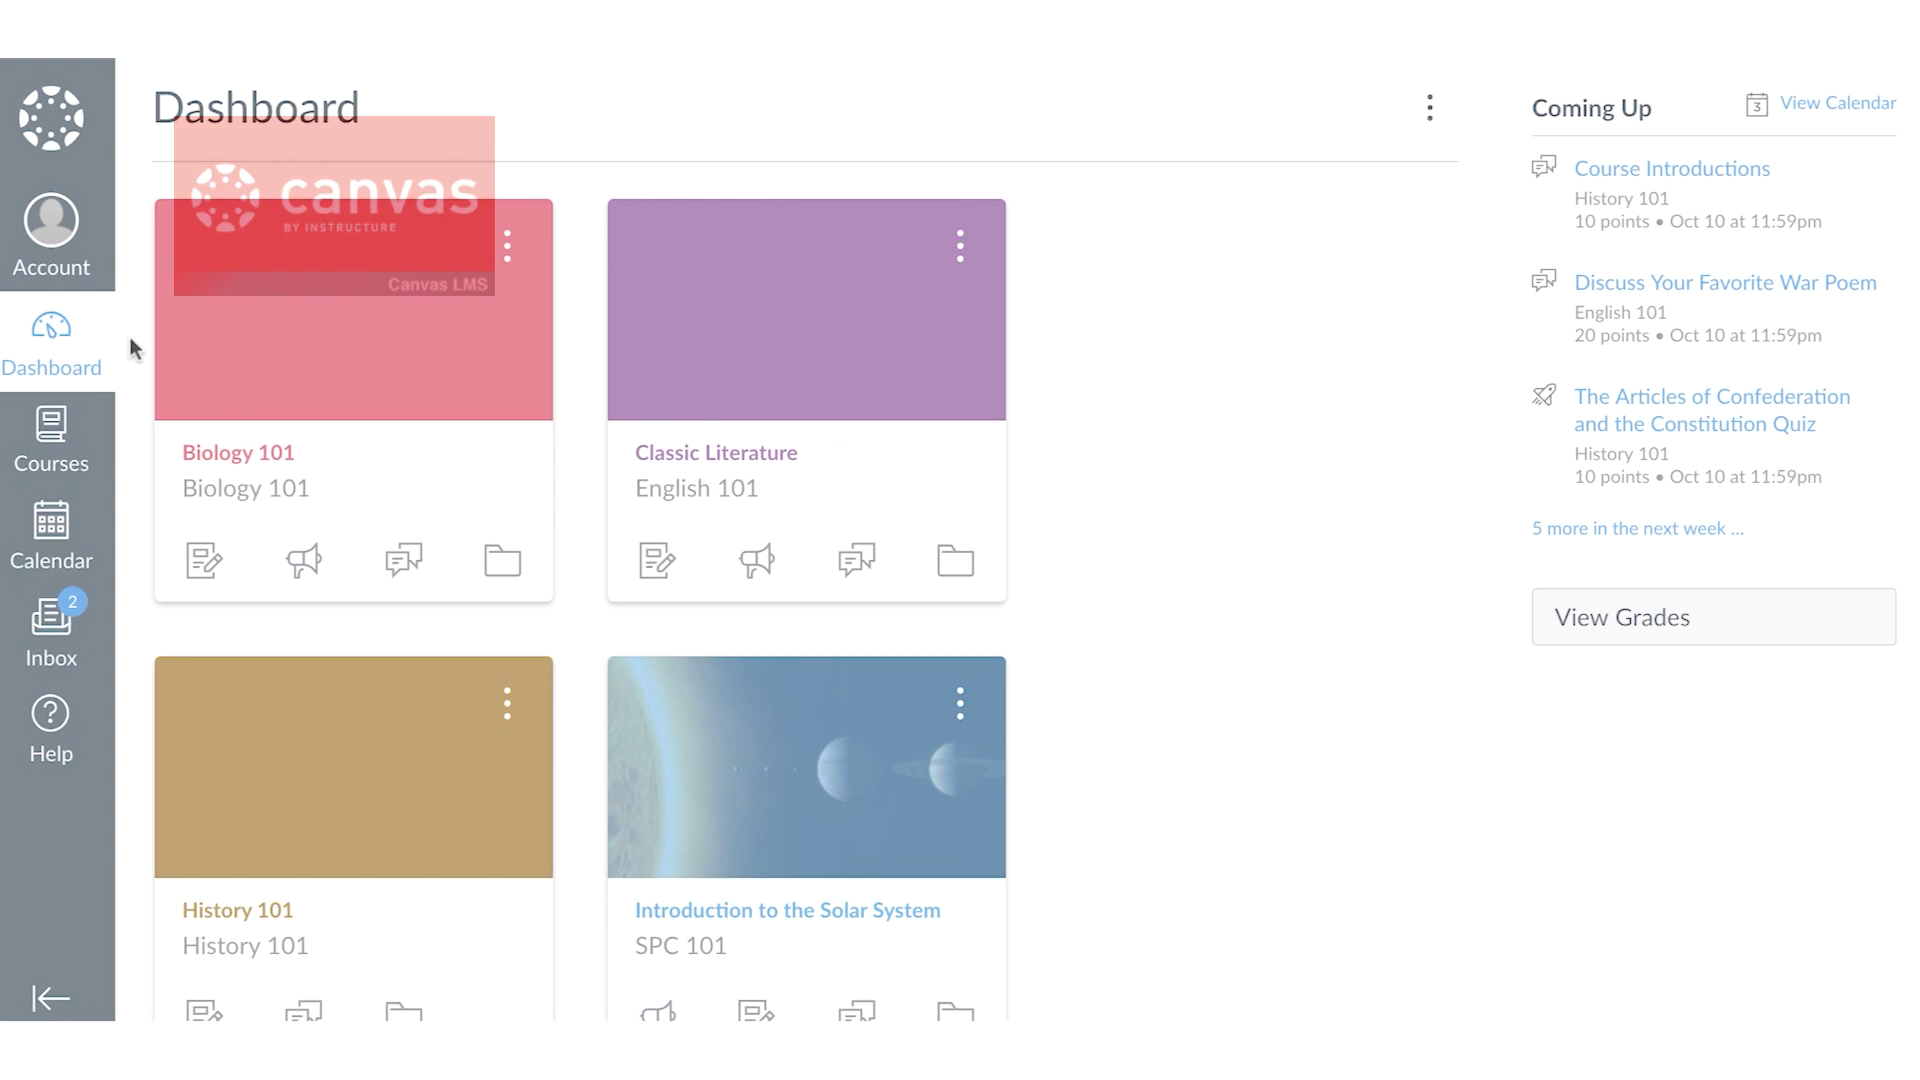 Dashboard
canvas
BY INSTRUCTURE
Canvas LMS
Account
Dashboard
Courses
Calendar
2
Inbox
Help
Biology 101
Biology 101
Classic Literature
English 101
History 101
History 101
Introduction to the Solar System
SPC 101
Coming Up
3 View Calendar
Course Introductions
History 101
10 points • Oct 10 at 11:59pm
Discuss Your Favorite War Poem
English 101
20 points • Oct 10 at 11:59pm
The Articles of Confederation
and the Constitution Quiz
History 101
10 points • Oct 10 at 11:59pm
5 more in the next week ...
View Grades